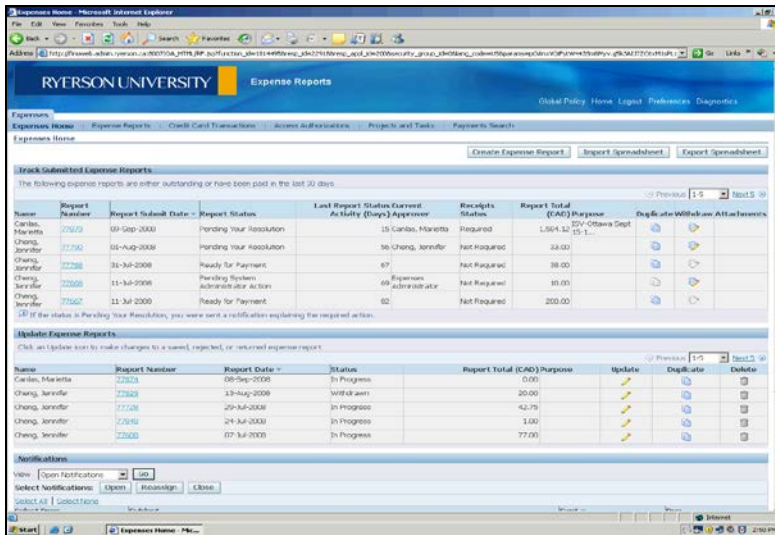 Expenses Home - Microsoft Internet Explorer
File Edit View Favorites Tools Help
Back Search Favorites
Address Go Links
RYERSON UNIVERSITY Expense Reports
Global Policy Home Logout Preferences Diagnostics
Expenses
Expenses Home Expense Reports Credit Card Transactions Access Authorizations Projects and Tasks Payments Search
Expenses Home
Create Expense Report Import Spreadsheet Export Spreadsheet
Track Submitted Expense Reports
The following expense reports are either outstanding or have been paid in the last 30 days.
Previous 1-5 Next 5
Name Report Number Report Submit Date Report Status Last Report Status Activity (Days) Current Approver Receipts Status Report Total (CAD) Purpose Duplicate Withdraw Attachments
Canlas, Marietta 09-Sep-2008 Pending Your Resolution 15 Canlas, Marietta Required ISV-Ottawa Sept 15-1...
Cheng, Jennifer 01-Aug-2008 Pending Your Resolution 56 Cheng, Jennifer Not Required 33.00
Cheng, Jennifer 31-Jul-2008 Ready for Payment 67 Not Required 38.00
Cheng, Jennifer 11-Jul-2008 Pending System Administrator Action 69 Expenses Administrator Not Required 10.00
Cheng, Jennifer 11-Jul-2008 Ready for Payment 82 Not Required 200.00
If the status is Pending Your Resolution, you were sent a notification explaining the required action.
Update Expense Reports
Click an Update icon to make changes to a saved, rejected, or returned expense report.
Previous 1-5 Next 5
Name Report Number Report Date Status Report Total (CAD) Purpose Update Duplicate Delete
Canlas, Marietta 77874 08-Sep-2008 In Progress 0.00
Cheng, Jennifer 13-Aug-2008 Withdrawn 20.00
Cheng, Jennifer 77728 29-Jul-2008 In Progress 42.75
Cheng, Jennifer 24-Jul-2008 In Progress 1.00
Cheng, Jennifer 77600 07-Jul-2008 In Progress 77.00
Notifications
View Open Notifications Go
Select Notifications: Open Reassign Close
Select All | Select None
Internet
Start Expenses Home - Mic... 2:50 PM